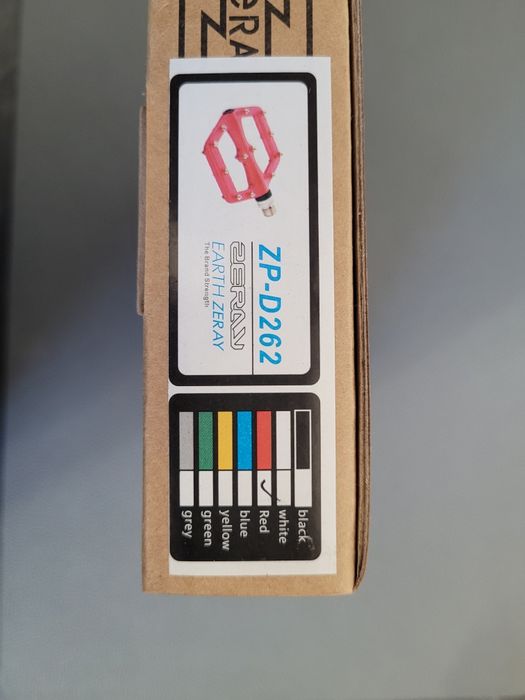 ZERAY
ZP-D262
ZERAY
EARTH ZERAY
The Brand Strength
black
white
Red
blue
yellow
green
grey